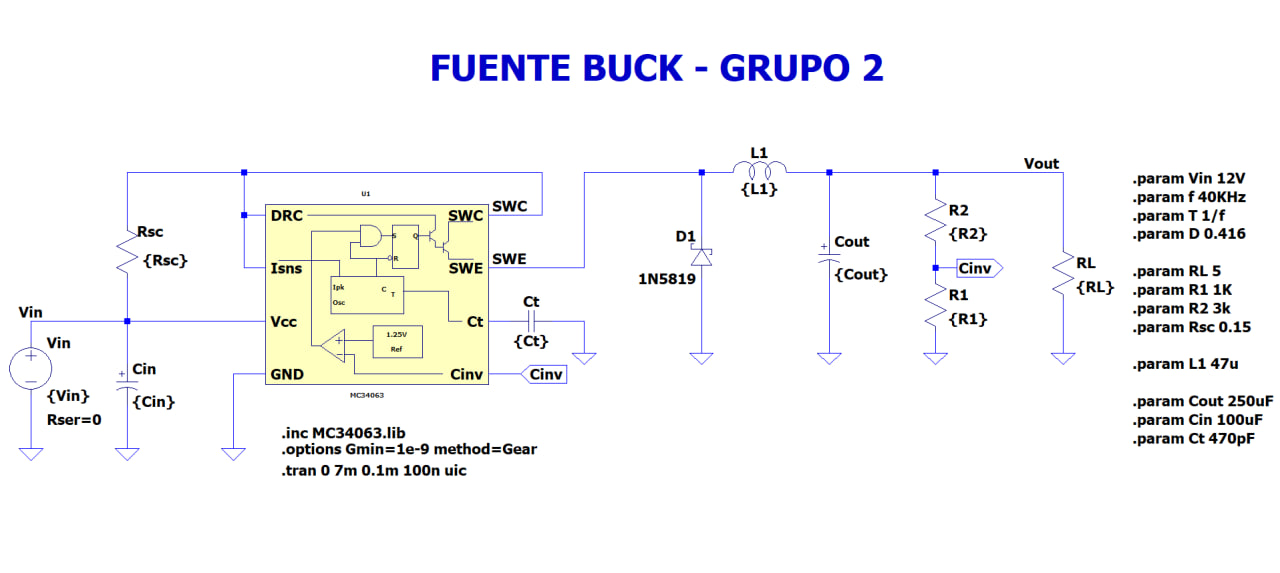 FUENTE BUCK - GRUPO 2
L1
{L1}
Vout
.param Vin 12V
.param f 40KHz
.param T 1/f
.param D 0.416
.param RL 5
.param R1 1K
.param R2 3k
.param Rsc 0.15
.param L1 47u
.param Cout 250uF
.param Cin 100uF
.param Ct 470pF
U1
DRC
SWC
SWC
S
Q
R
Rsc
{Rsc}
Isns
SWE
SWE
Ipk
Osc
C
T
Vcc
Ct
Ct
{Ct}
1.25V
Ref
GND
Cinv
Cinv
MC34063
Vin
Vin
{Vin}
Rser=0
Cin
{Cin}
D1
1N5819
Cout
{Cout}
R2
{R2}
Cinv
R1
{R1}
RL
{RL}
.inc MC34063.lib
.options Gmin=1e-9 method=Gear
.tran 0 7m 0.1m 100n uic